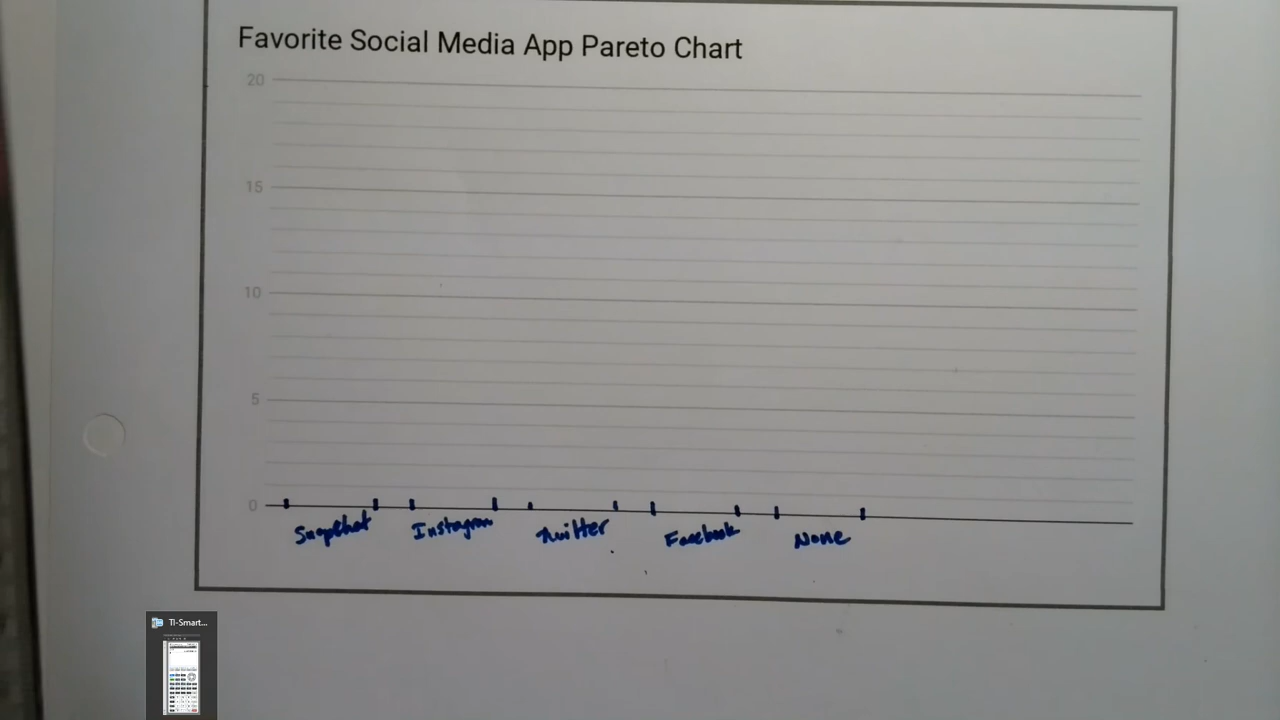 Favorite Social Media App Pareto Chart
20
15
10
5
0
Snapchat Instagram Twitter Facebook None
TI-Smart...